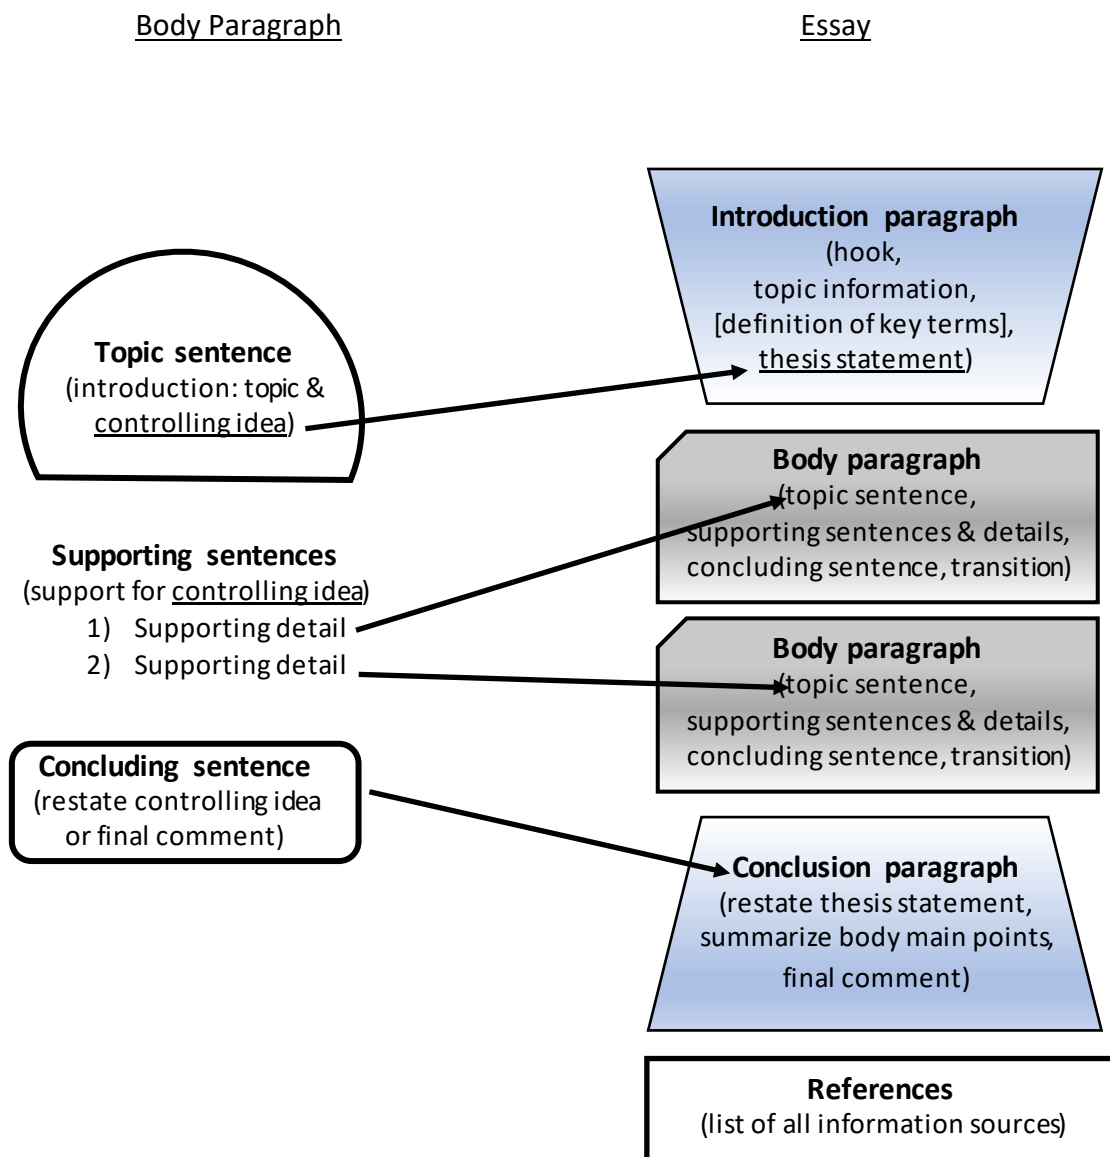 Body Paragraph
Essay
Topic sentence
(introduction: topic &
controlling idea)
Supporting sentences
(support for controlling idea)
1) Supporting detail
2) Supporting detail
Concluding sentence
(restate controlling idea
or final comment)
Introduction paragraph
(hook,
topic information,
[definition of key terms],
thesis statement)
Body paragraph
(topic sentence,
supporting sentences & details,
concluding sentence, transition)
Body paragraph
(topic sentence,
supporting sentences & details,
concluding sentence, transition)
Conclusion paragraph
(restate thesis statement,
summarize body main points,
final comment)
References
(list of all information sources)